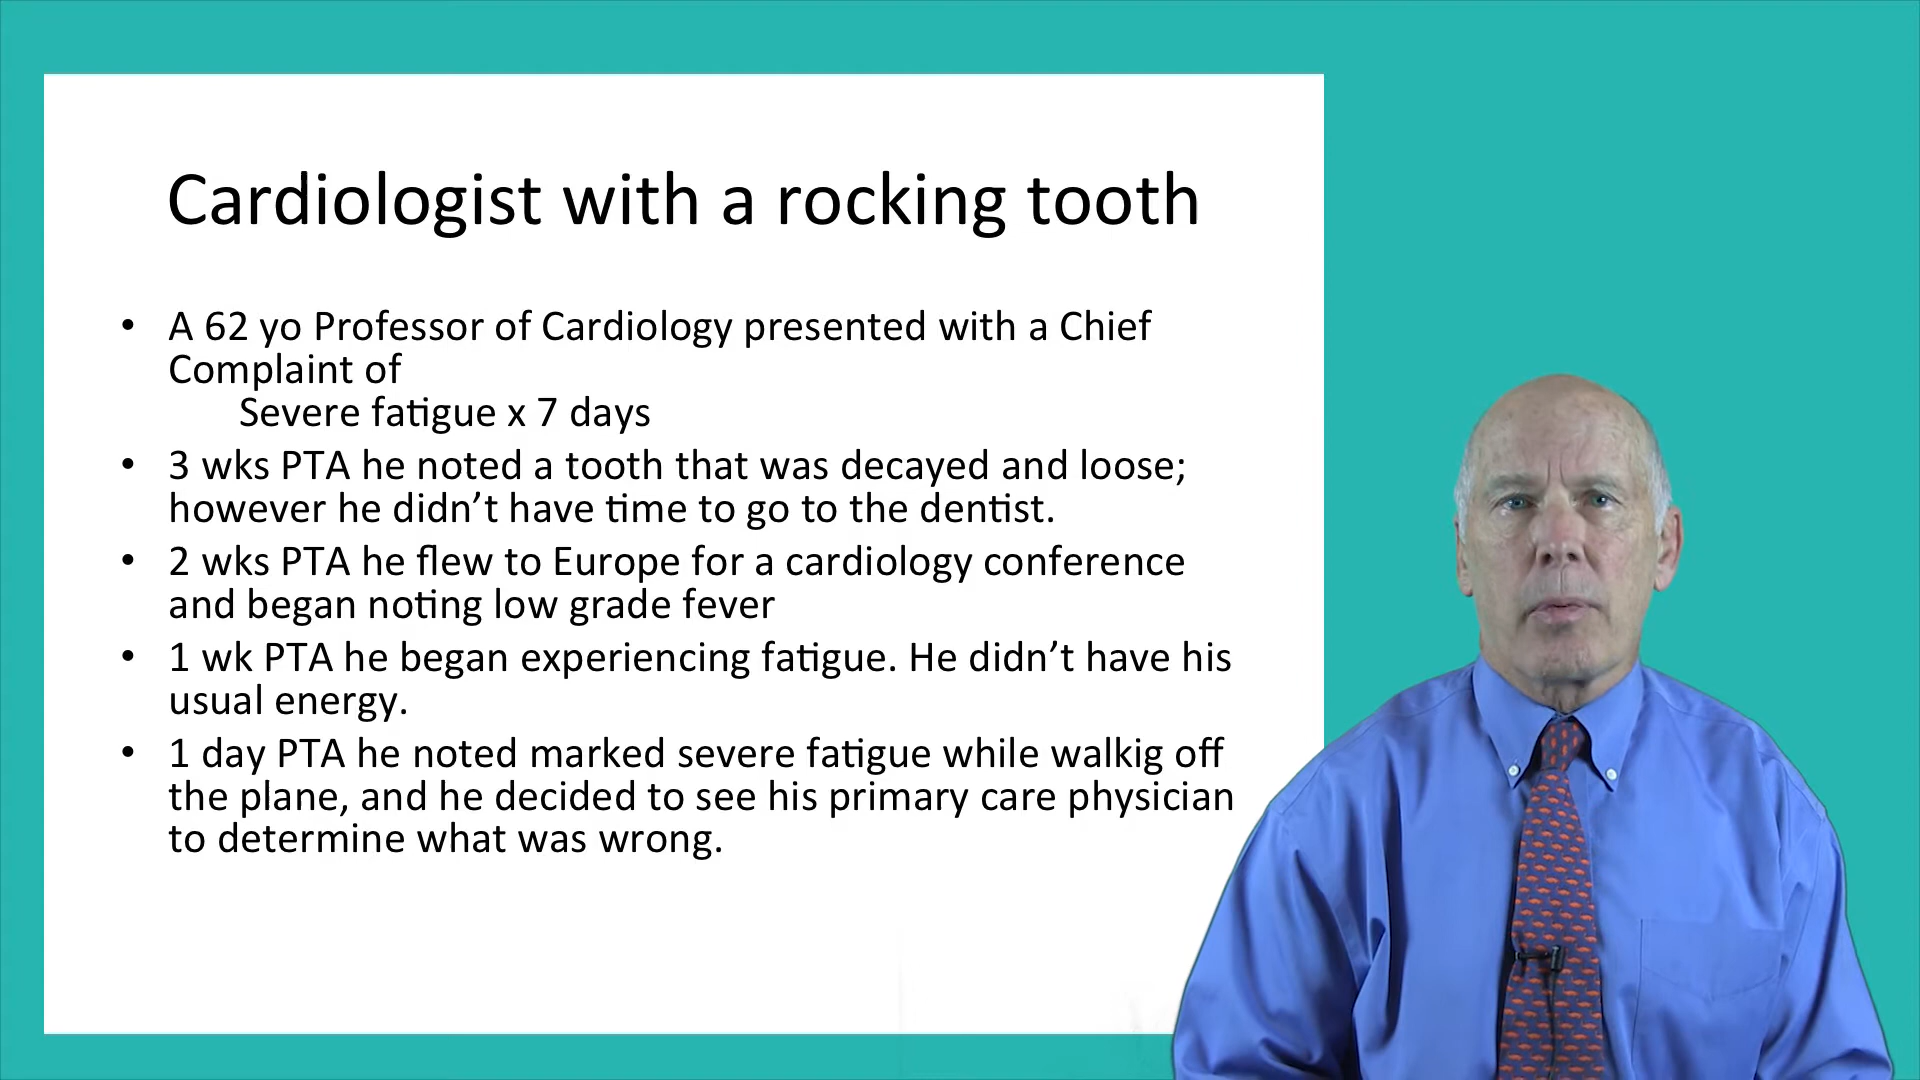 Cardiologist with a rocking tooth
• A 62 yo Professor of Cardiology presented with a Chief
Complaint of
Severe fatigue x 7 days
• 3 wks PTA he noted a tooth that was decayed and loose;
however he didn’t have time to go to the dentist.
• 2 wks PTA he flew to Europe for a cardiology conference
and began noting low grade fever
• 1 wk PTA he began experiencing fatigue. He didn’t have his
usual energy.
• 1 day PTA he noted marked severe fatigue while walkig off
the plane, and he decided to see his primary care physician
to determine what was wrong.